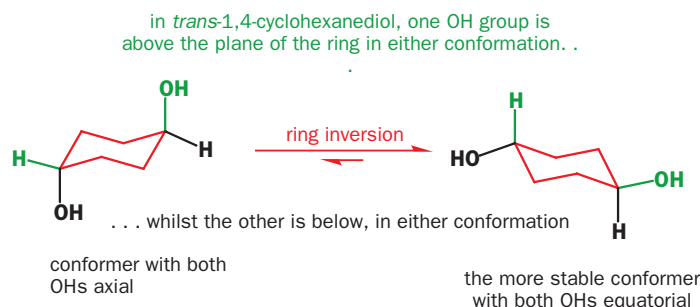 in trans-1,4-cyclohexanediol, one OH group is
above the plane of the ring in either conformation. .
.
OH
H
H
OH
ring inversion
H
HO
OH
H
. . . whilst the other is below, in either conformation
conformer with both
OHs axial
the more stable conformer
with both OHs equatorial